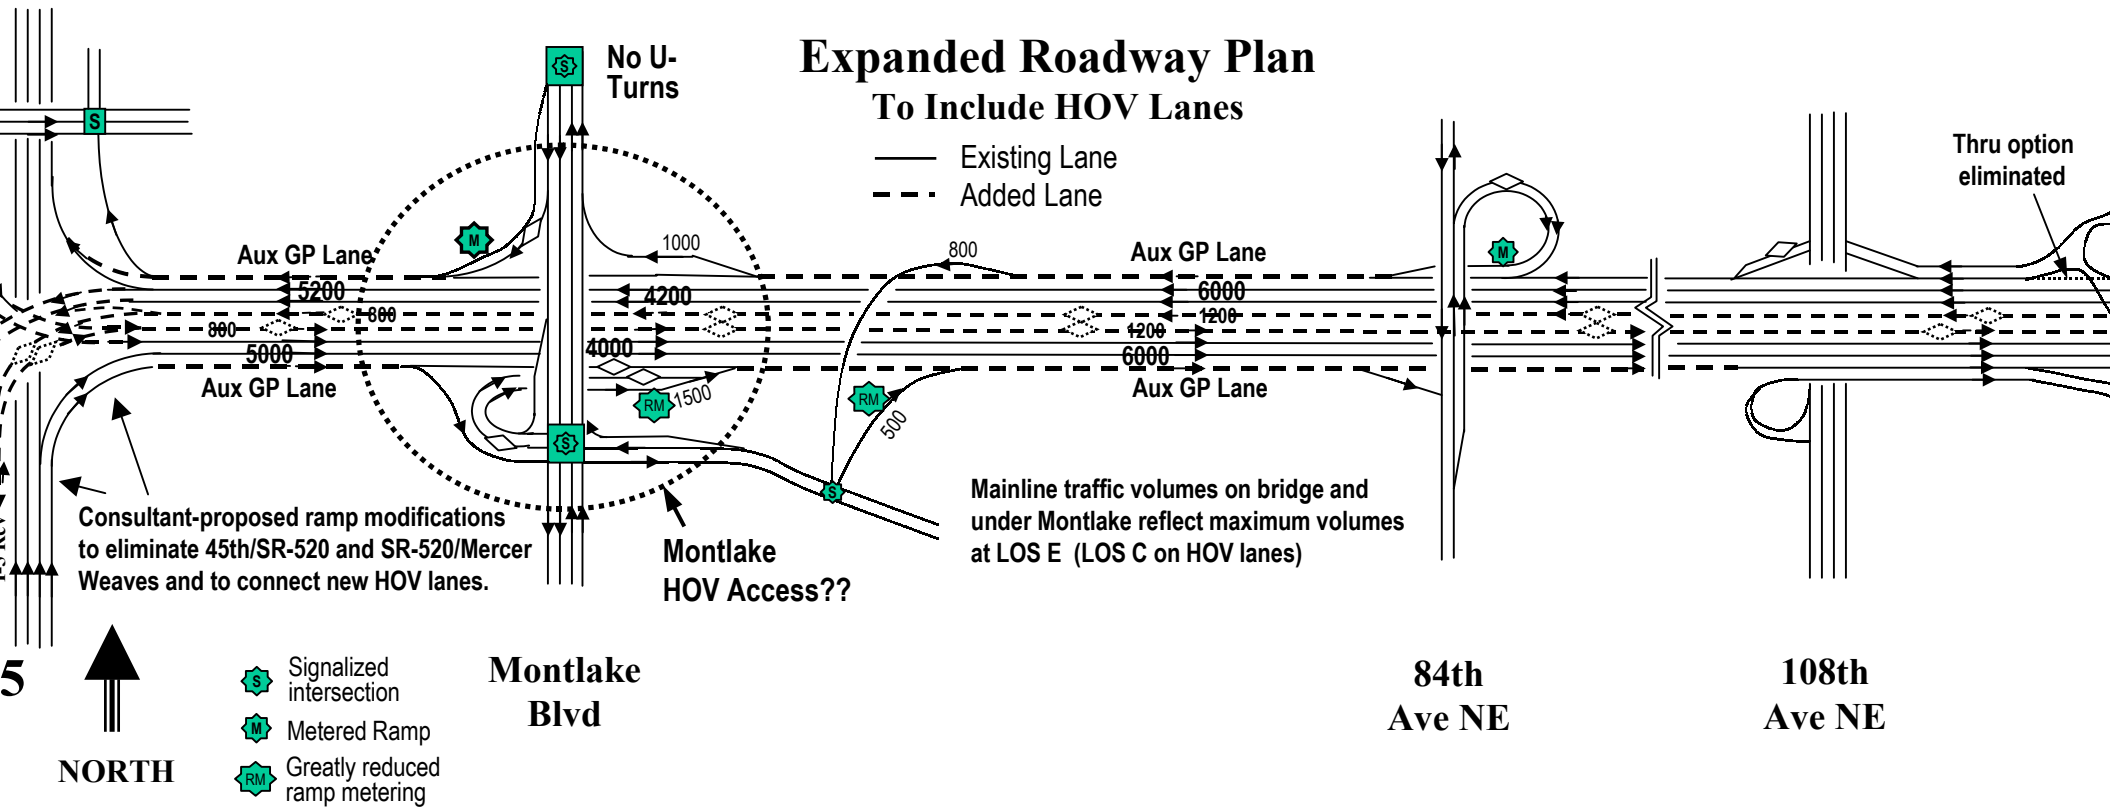 Expanded Roadway Plan
To Include HOV Lanes
Existing Lane
Added Lane
No U-
Turns
Thru option
eliminated
S
S
M
M
Aux GP Lane
1000
800
Aux GP Lane
5200
4200
6000
800
800
1200
1200
5000
4000
6000
Aux GP Lane
RM
1500
RM
500
Aux GP Lane
S
S
Consultant-proposed ramp modifications
to eliminate 45th/SR-520 and SR-520/Mercer
Weaves and to connect new HOV lanes.
Montlake
HOV Access??
Mainline traffic volumes on bridge and
under Montlake reflect maximum volumes
at LOS E (LOS C on HOV lanes)
5
NORTH
S
Signalized
intersection
M
Metered Ramp
RM
Greatly reduced
ramp metering
Montlake
Blvd
84th
Ave NE
108th
Ave NE